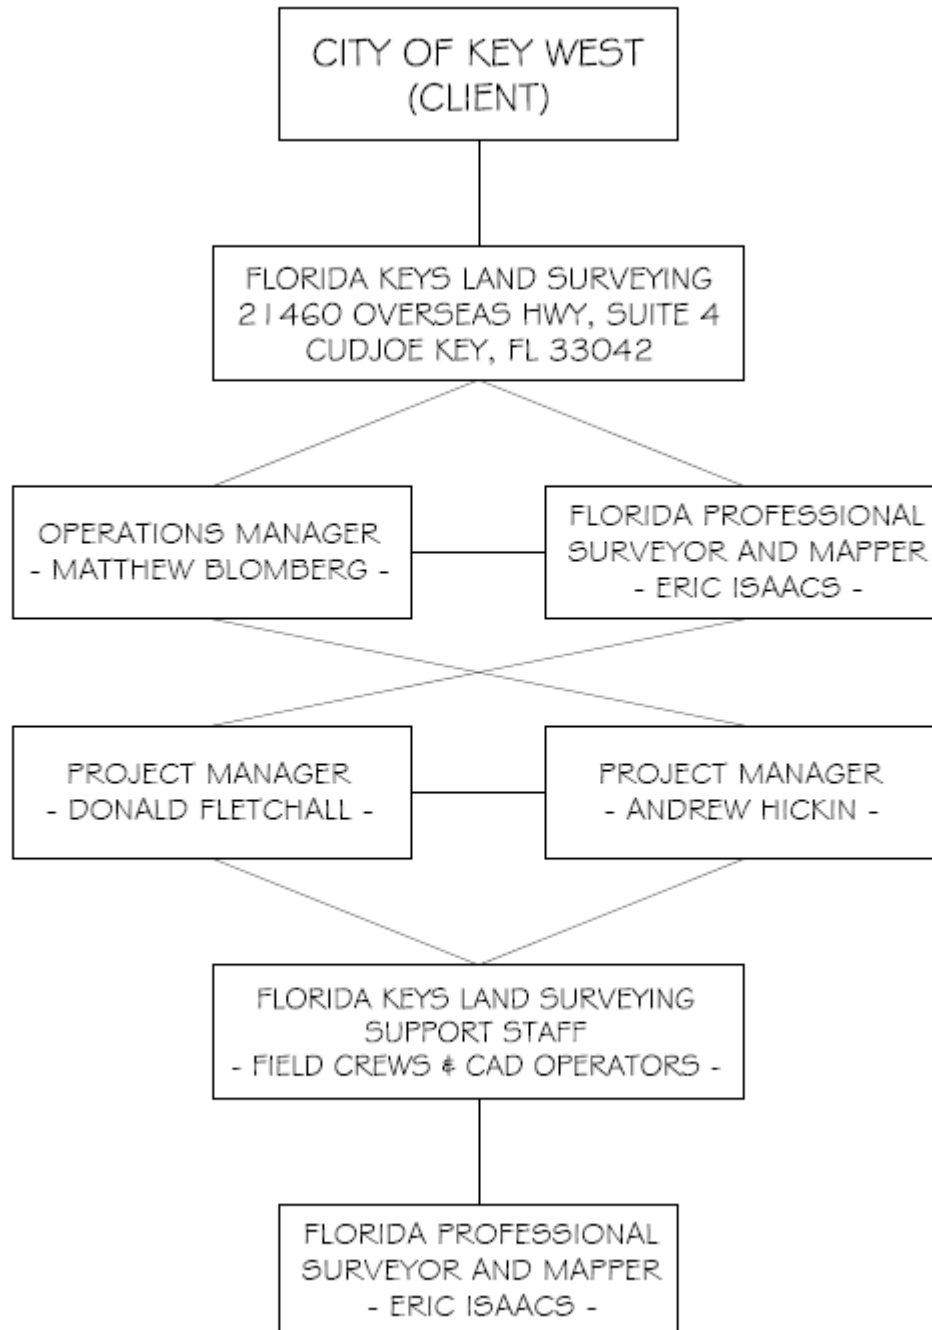 CITY OF KEY WEST
(CLIENT)
FLORIDA KEYS LAND SURVEYING
21460 OVERSEAS HWY, SUITE 4
CUDJOE KEY, FL 33042
OPERATIONS MANAGER
- MATTHEW BLOMBERG -
FLORIDA PROFESSIONAL
SURVEYOR AND MAPPER
- ERIC ISAACS -
PROJECT MANAGER
- DONALD FLETCHALL -
PROJECT MANAGER
- ANDREW HICKIN -
FLORIDA KEYS LAND SURVEYING
SUPPORT STAFF
- FIELD CREWS & CAD OPERATORS -
FLORIDA PROFESSIONAL
SURVEYOR AND MAPPER
- ERIC ISAACS -